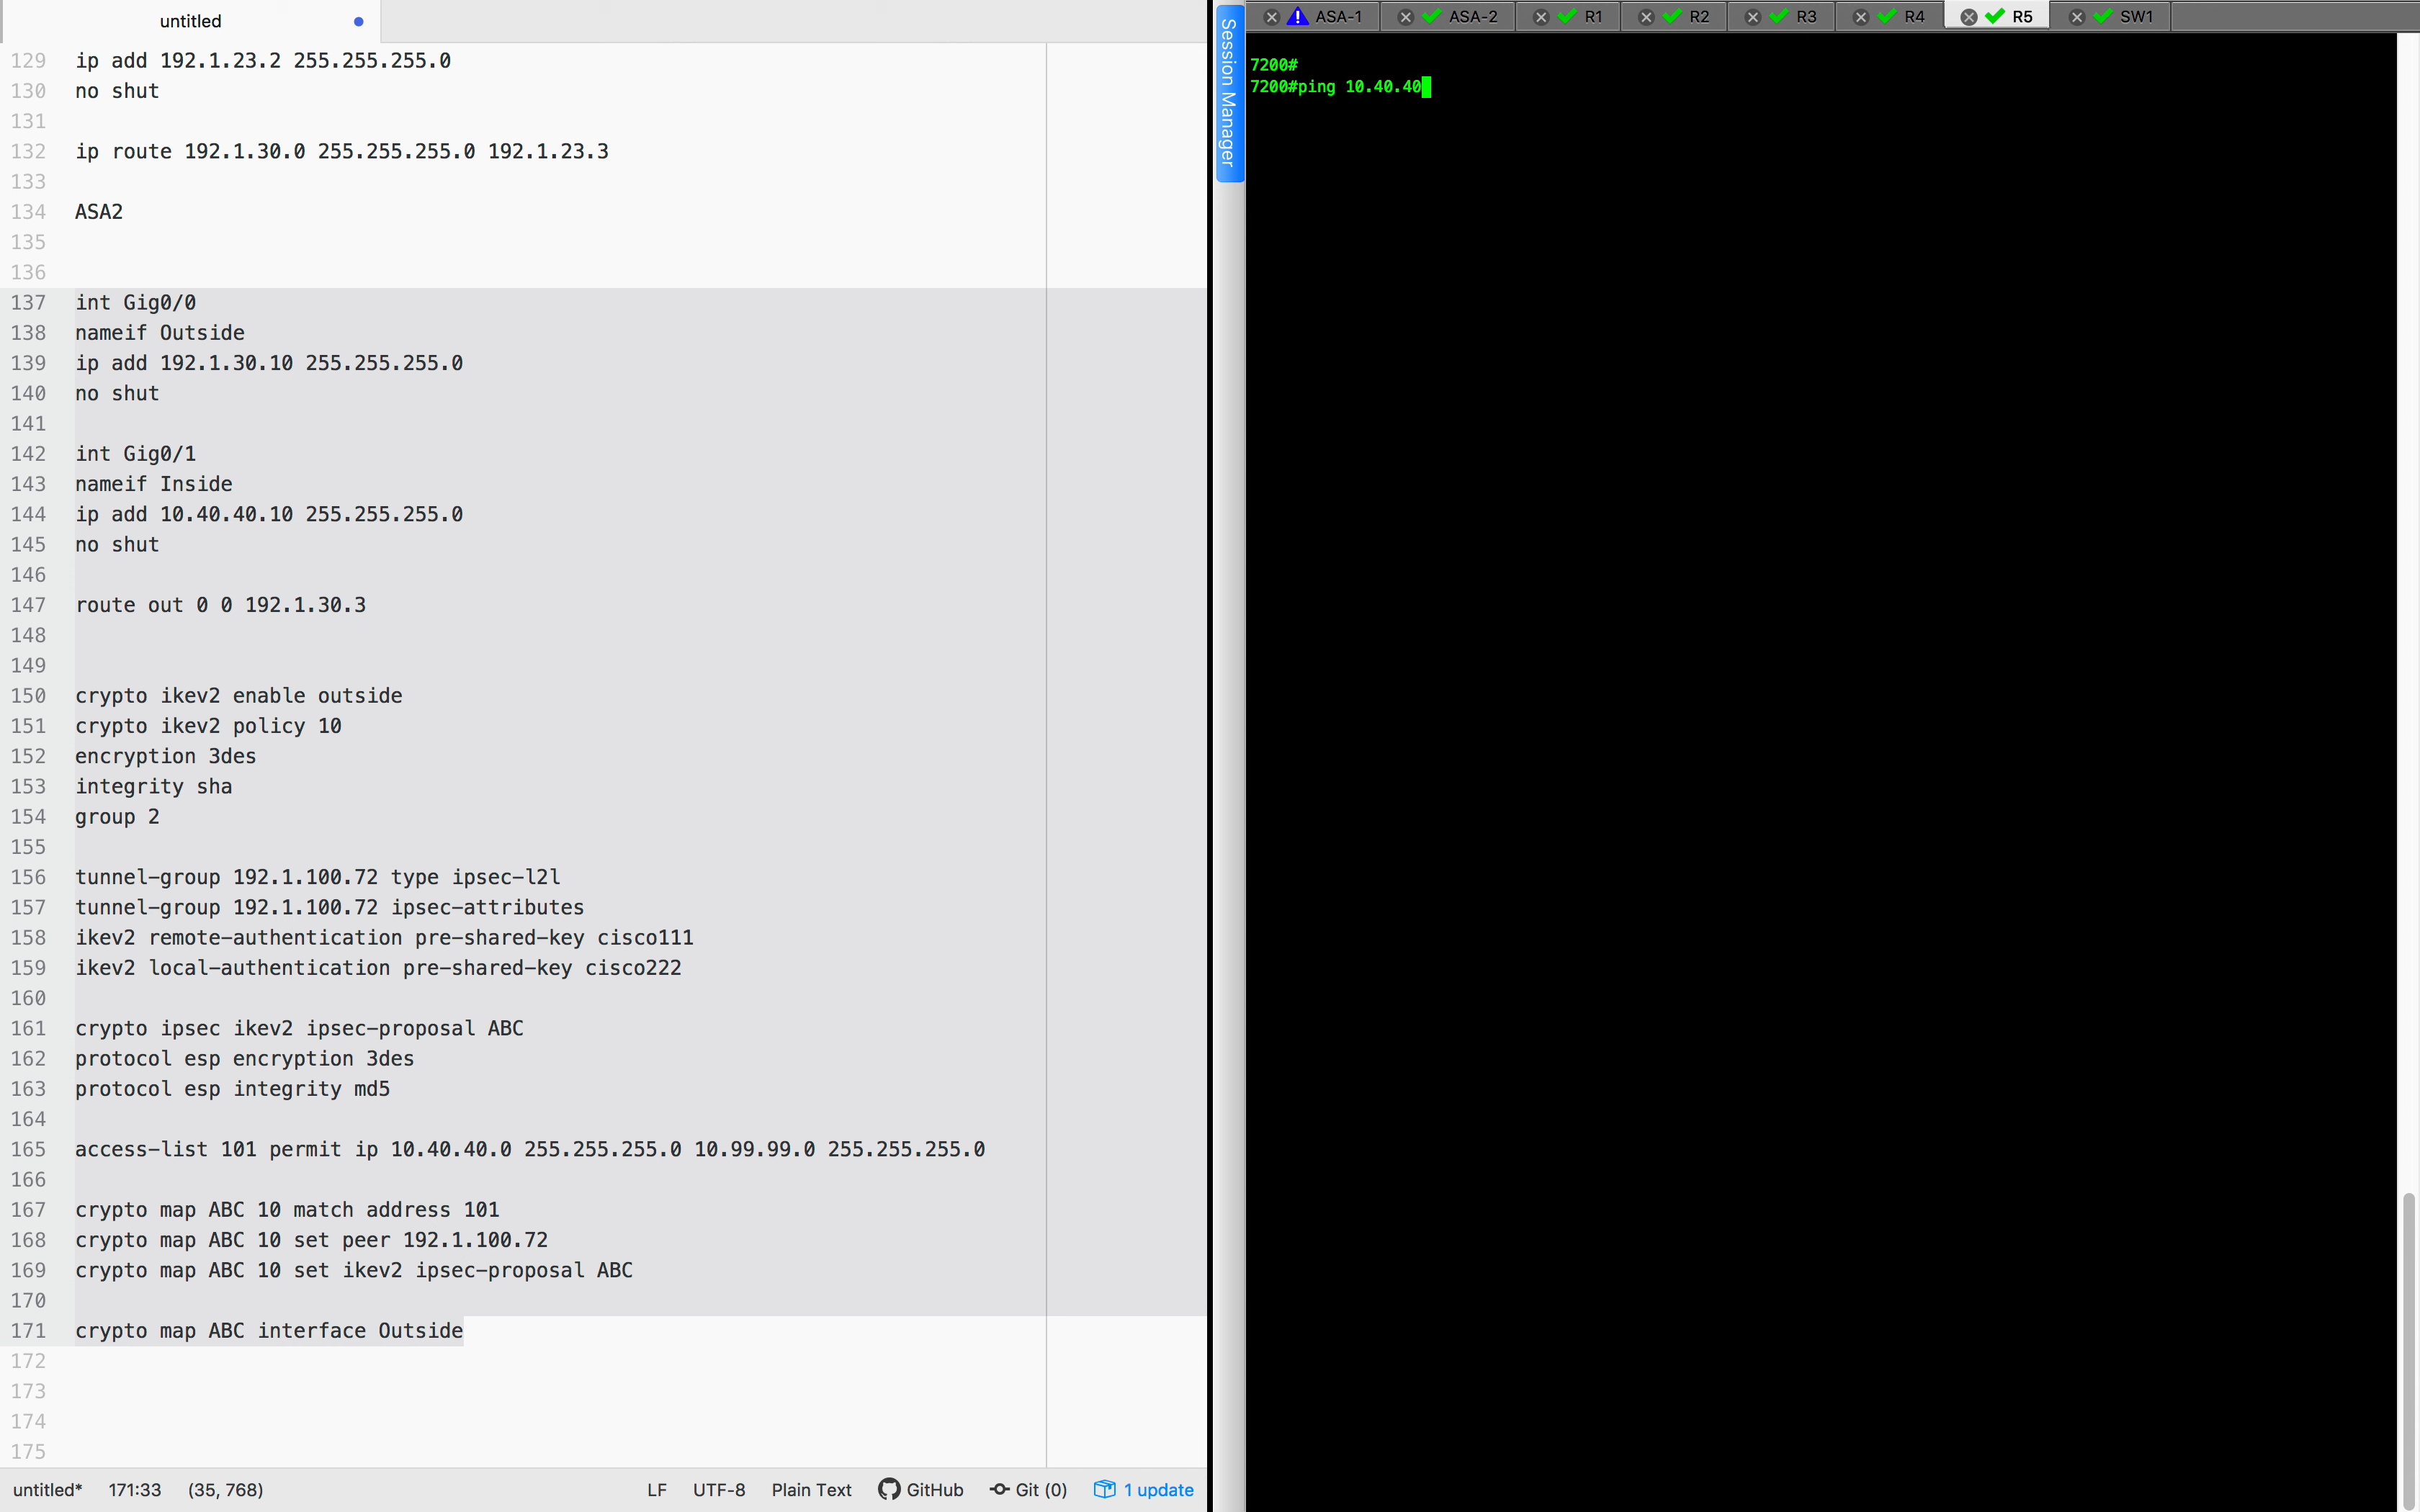 untitled
129 ip add 192.1.23.2 255.255.255.0
130 no shut
131
132 ip route 192.1.30.0 255.255.255.0 192.1.23.3
133
134 ASA2
135
136
137 int Gig0/0
138 nameif Outside
139 ip add 192.1.30.10 255.255.255.0
140 no shut
141
142 int Gig0/1
143 nameif Inside
144 ip add 10.40.40.10 255.255.255.0
145 no shut
146
147 route out 0 0 192.1.30.3
148
149
150 crypto ikev2 enable outside
151 crypto ikev2 policy 10
152 encryption 3des
153 integrity sha
154 group 2
155
156 tunnel-group 192.1.100.72 type ipsec-l2l
157 tunnel-group 192.1.100.72 ipsec-attributes
158 ikev2 remote-authentication pre-shared-key cisco111
159 ikev2 local-authentication pre-shared-key cisco222
160
161 crypto ipsec ikev2 ipsec-proposal ABC
162 protocol esp encryption 3des
163 protocol esp integrity md5
164
165 access-list 101 permit ip 10.40.40.0 255.255.255.0 10.99.99.0 255.255.255.0
166
167 crypto map ABC 10 match address 101
168 crypto map ABC 10 set peer 192.1.100.72
169 crypto map ABC 10 set ikev2 ipsec-proposal ABC
170
171 crypto map ABC interface Outside
172
173
174
175
untitled* 171:33 (35, 768) LF UTF-8 Plain Text GitHub Git (0) 1 update
Session Manager
ASA-1 ASA-2 R1 R2 R3 R4 R5 SW1
7200#
7200#ping 10.40.40